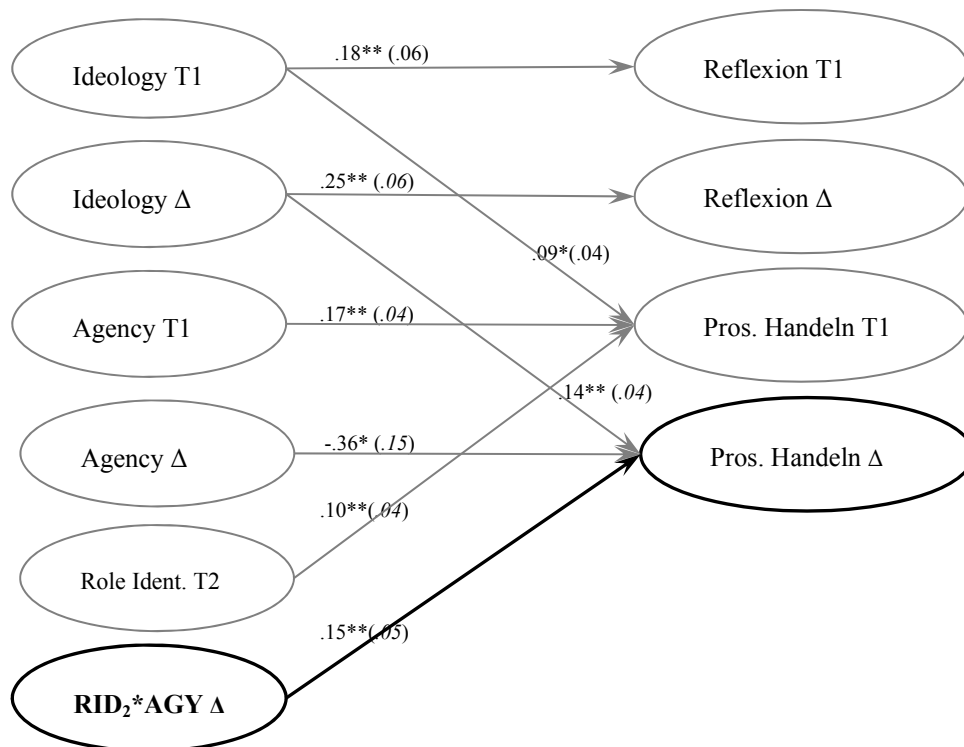 .18** (.06)
Ideology T1
Reflexion T1
.25** (.06)
Ideology Δ
Reflexion Δ
.09*(.04)
.17** (.04)
Agency T1
Pros. Handeln T1
.14** (.04)
-.36* (.15)
Agency Δ
Pros. Handeln Δ
.10**(.04)
Role Ident. T2
.15**(.05)
RID₂*AGY Δ